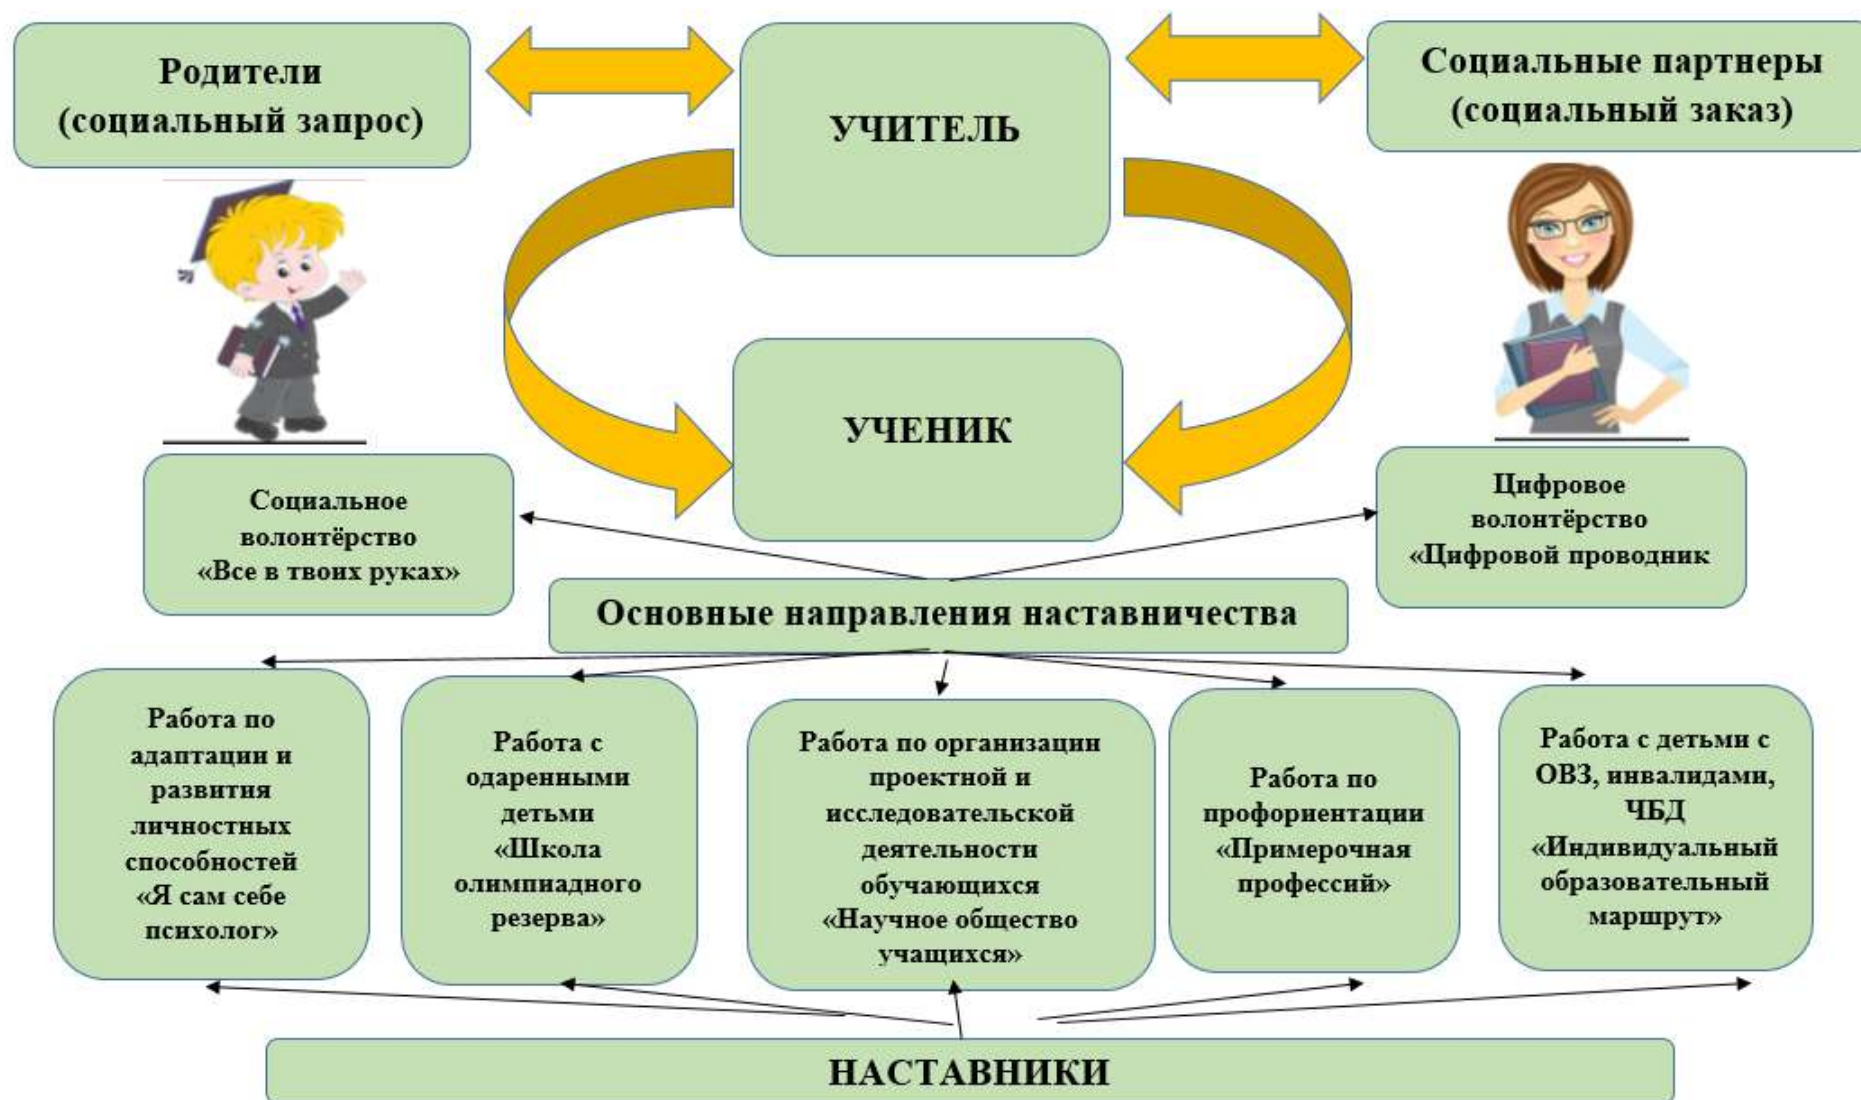 Родители
(социальный запрос)
УЧИТЕЛЬ
Социальные партнеры
(социальный заказ)
УЧЕНИК
Социальное
волонтёрство
«Все в твоих руках»
Цифровое
волонтёрство
«Цифровой проводник
Основные направления наставничества
Работа по
адаптации и
развития
личностных
способностей
«Я сам себе
психолог»
Работа с
одаренными
детьми
«Школа
олимпиадного
резерва»
Работа по организации
проектной и
исследовательской
деятельности
обучающихся
«Научное общество
учащихся»
Работа по
профориентации
«Примерочная
профессий»
Работа с детьми с
ОВЗ, инвалидами,
ЧБД
«Индивидуальный
образовательный
маршрут»
НАСТАВНИКИ